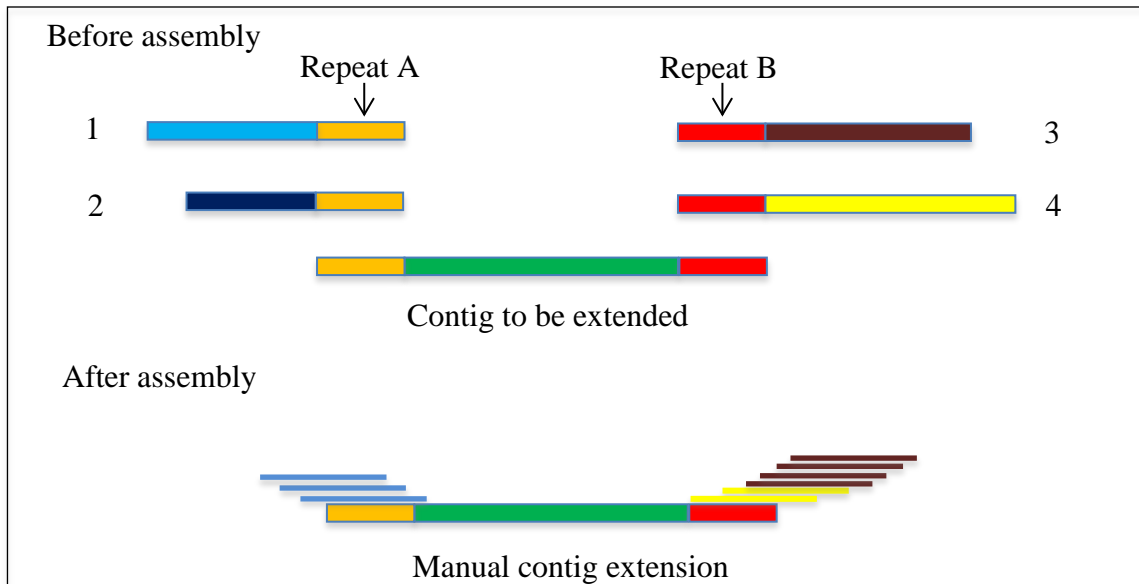 Before assembly
Repeat A
Repeat B
1
3
2
4
Contig to be extended
After assembly
Manual contig extension